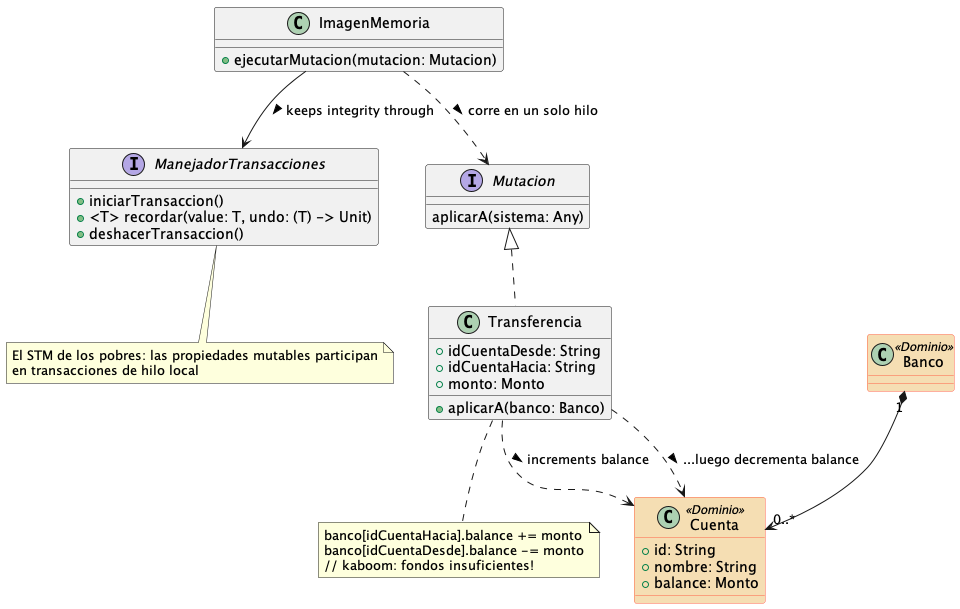 C ImagenMemoria
ejecutarMutacion(mutacion: Mutacion)
keeps integrity through
corre en un solo hilo
I ManejadorTransacciones
iniciarTransaccion()
<T> recordar(value: T, undo: (T) -> Unit)
deshacerTransaccion()
I Mutacion
aplicarA(sistema: Any)
El STM de los pobres: las propiedades mutables participan
en transacciones de hilo local
C Transferencia
idCuentaDesde: String
idCuentaHacia: String
monto: Monto
aplicarA(banco: Banco)
C «Dominio»
Banco
1
increments balance
...luego decrementa balance
0..*
banco[idCuentaHacia].balance += monto
banco[idCuentaDesde].balance -= monto
// kaboom: fondos insuficientes!
C «Dominio»
Cuenta
id: String
nombre: String
balance: Monto